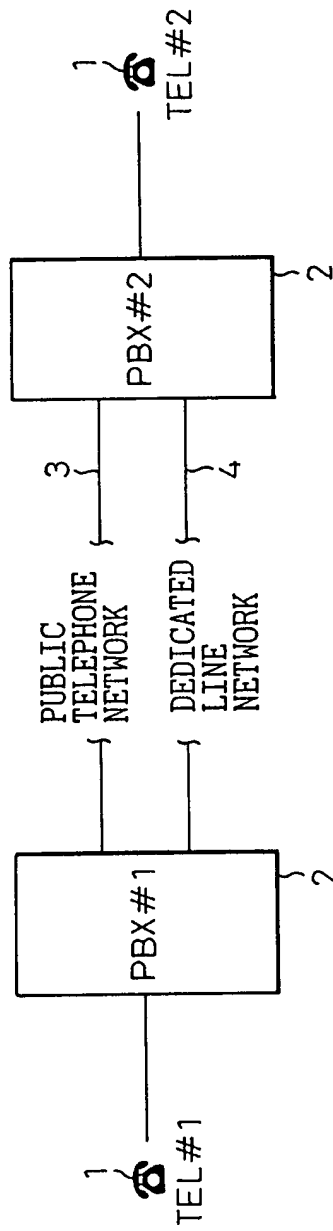 1
TEL#1
PBX#1
2
PUBLIC
TELEPHONE
NETWORK
DEDICATED
LINE
NETWORK
3
4
PBX#2
2
1
TEL#2